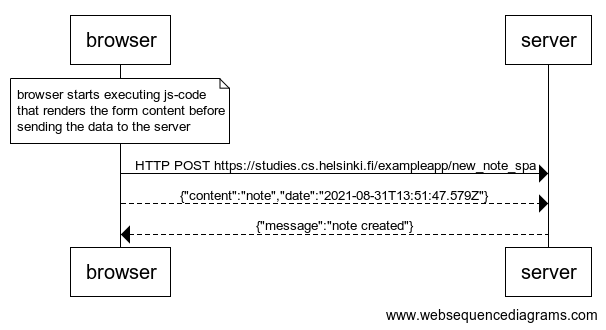 browser
server
browser starts executing js-code
that renders the form content before
sending the data to the server
HTTP POST https://studies.cs.helsinki.fi/exampleapp/new_note_spa
{"content":"note","date":"2021-08-31T13:51:47.579Z"}
{"message":"note created"}
browser
server
www.websequencediagrams.com